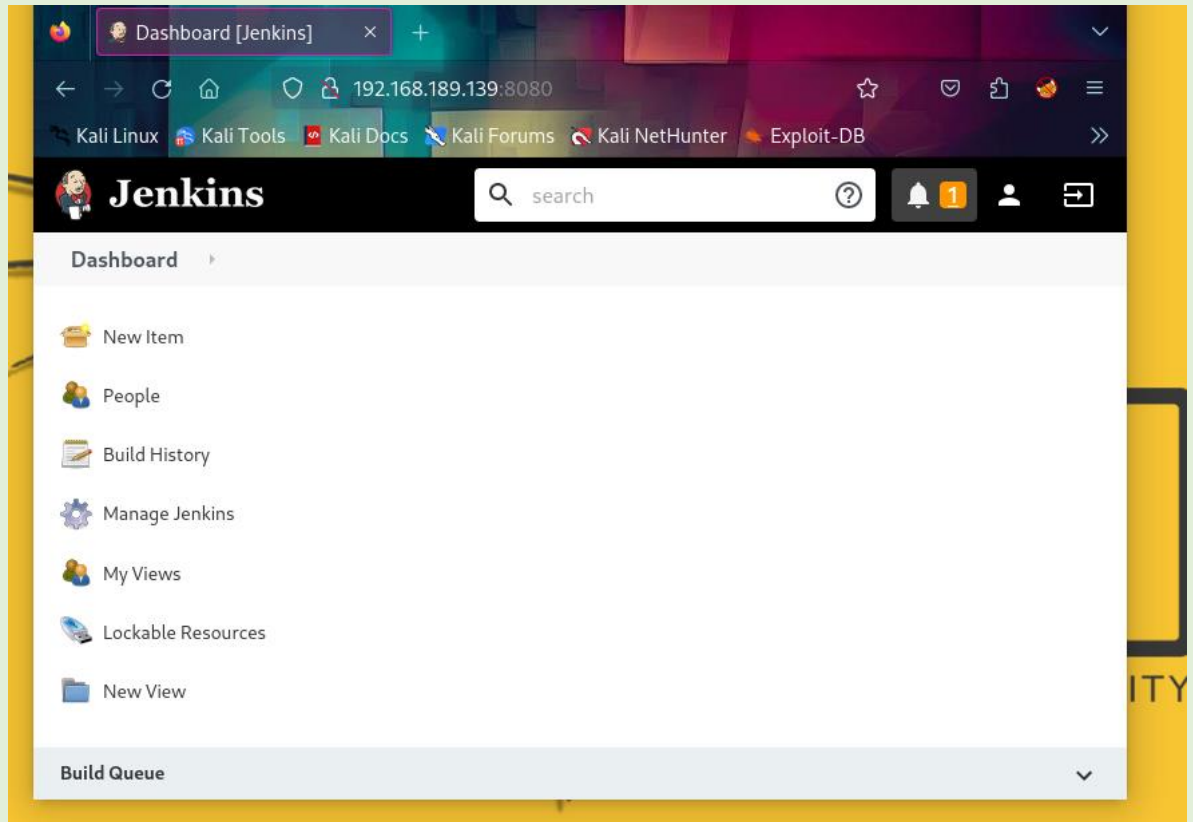 Dashboard [Jenkins]
192.168.189.139:8080
Kali Linux Kali Tools Kali Docs Kali Forums Kali NetHunter Exploit-DB
Jenkins search 1
Dashboard
New Item
People
Build History
Manage Jenkins
My Views
Lockable Resources
New View
ITY
Build Queue